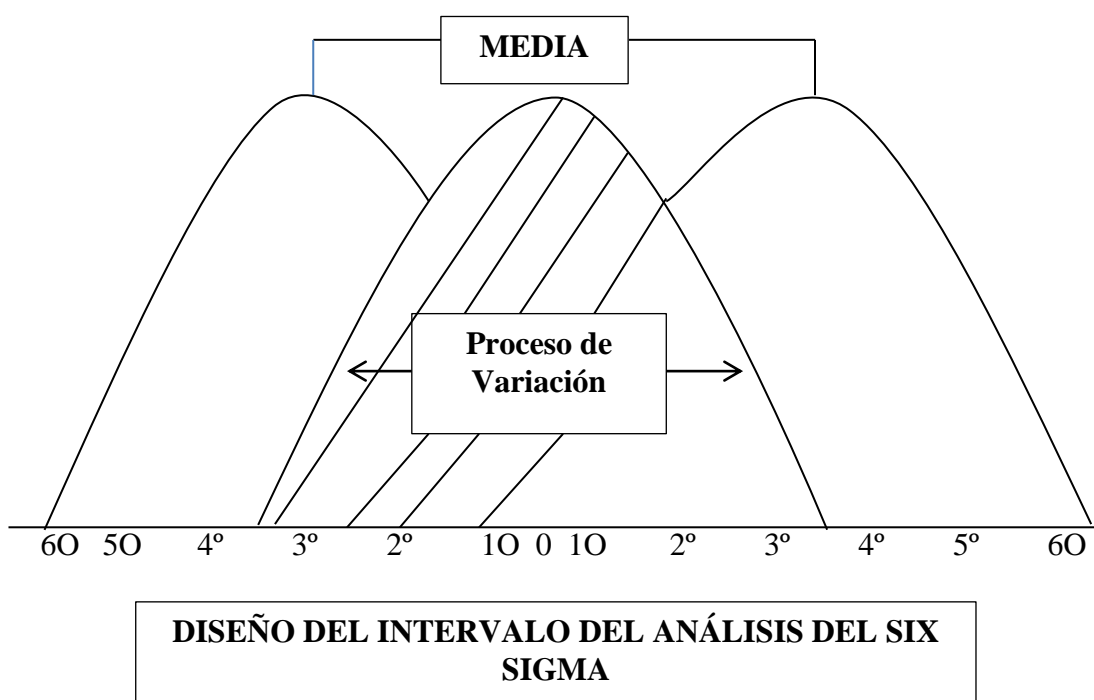 MEDIA
Proceso de
Variación
6O 5O 4º 3º 2º 1O 0 1O 2º 3º 4º 5º 6O
DISEÑO DEL INTERVALO DEL ANÁLISIS DEL SIX
SIGMA